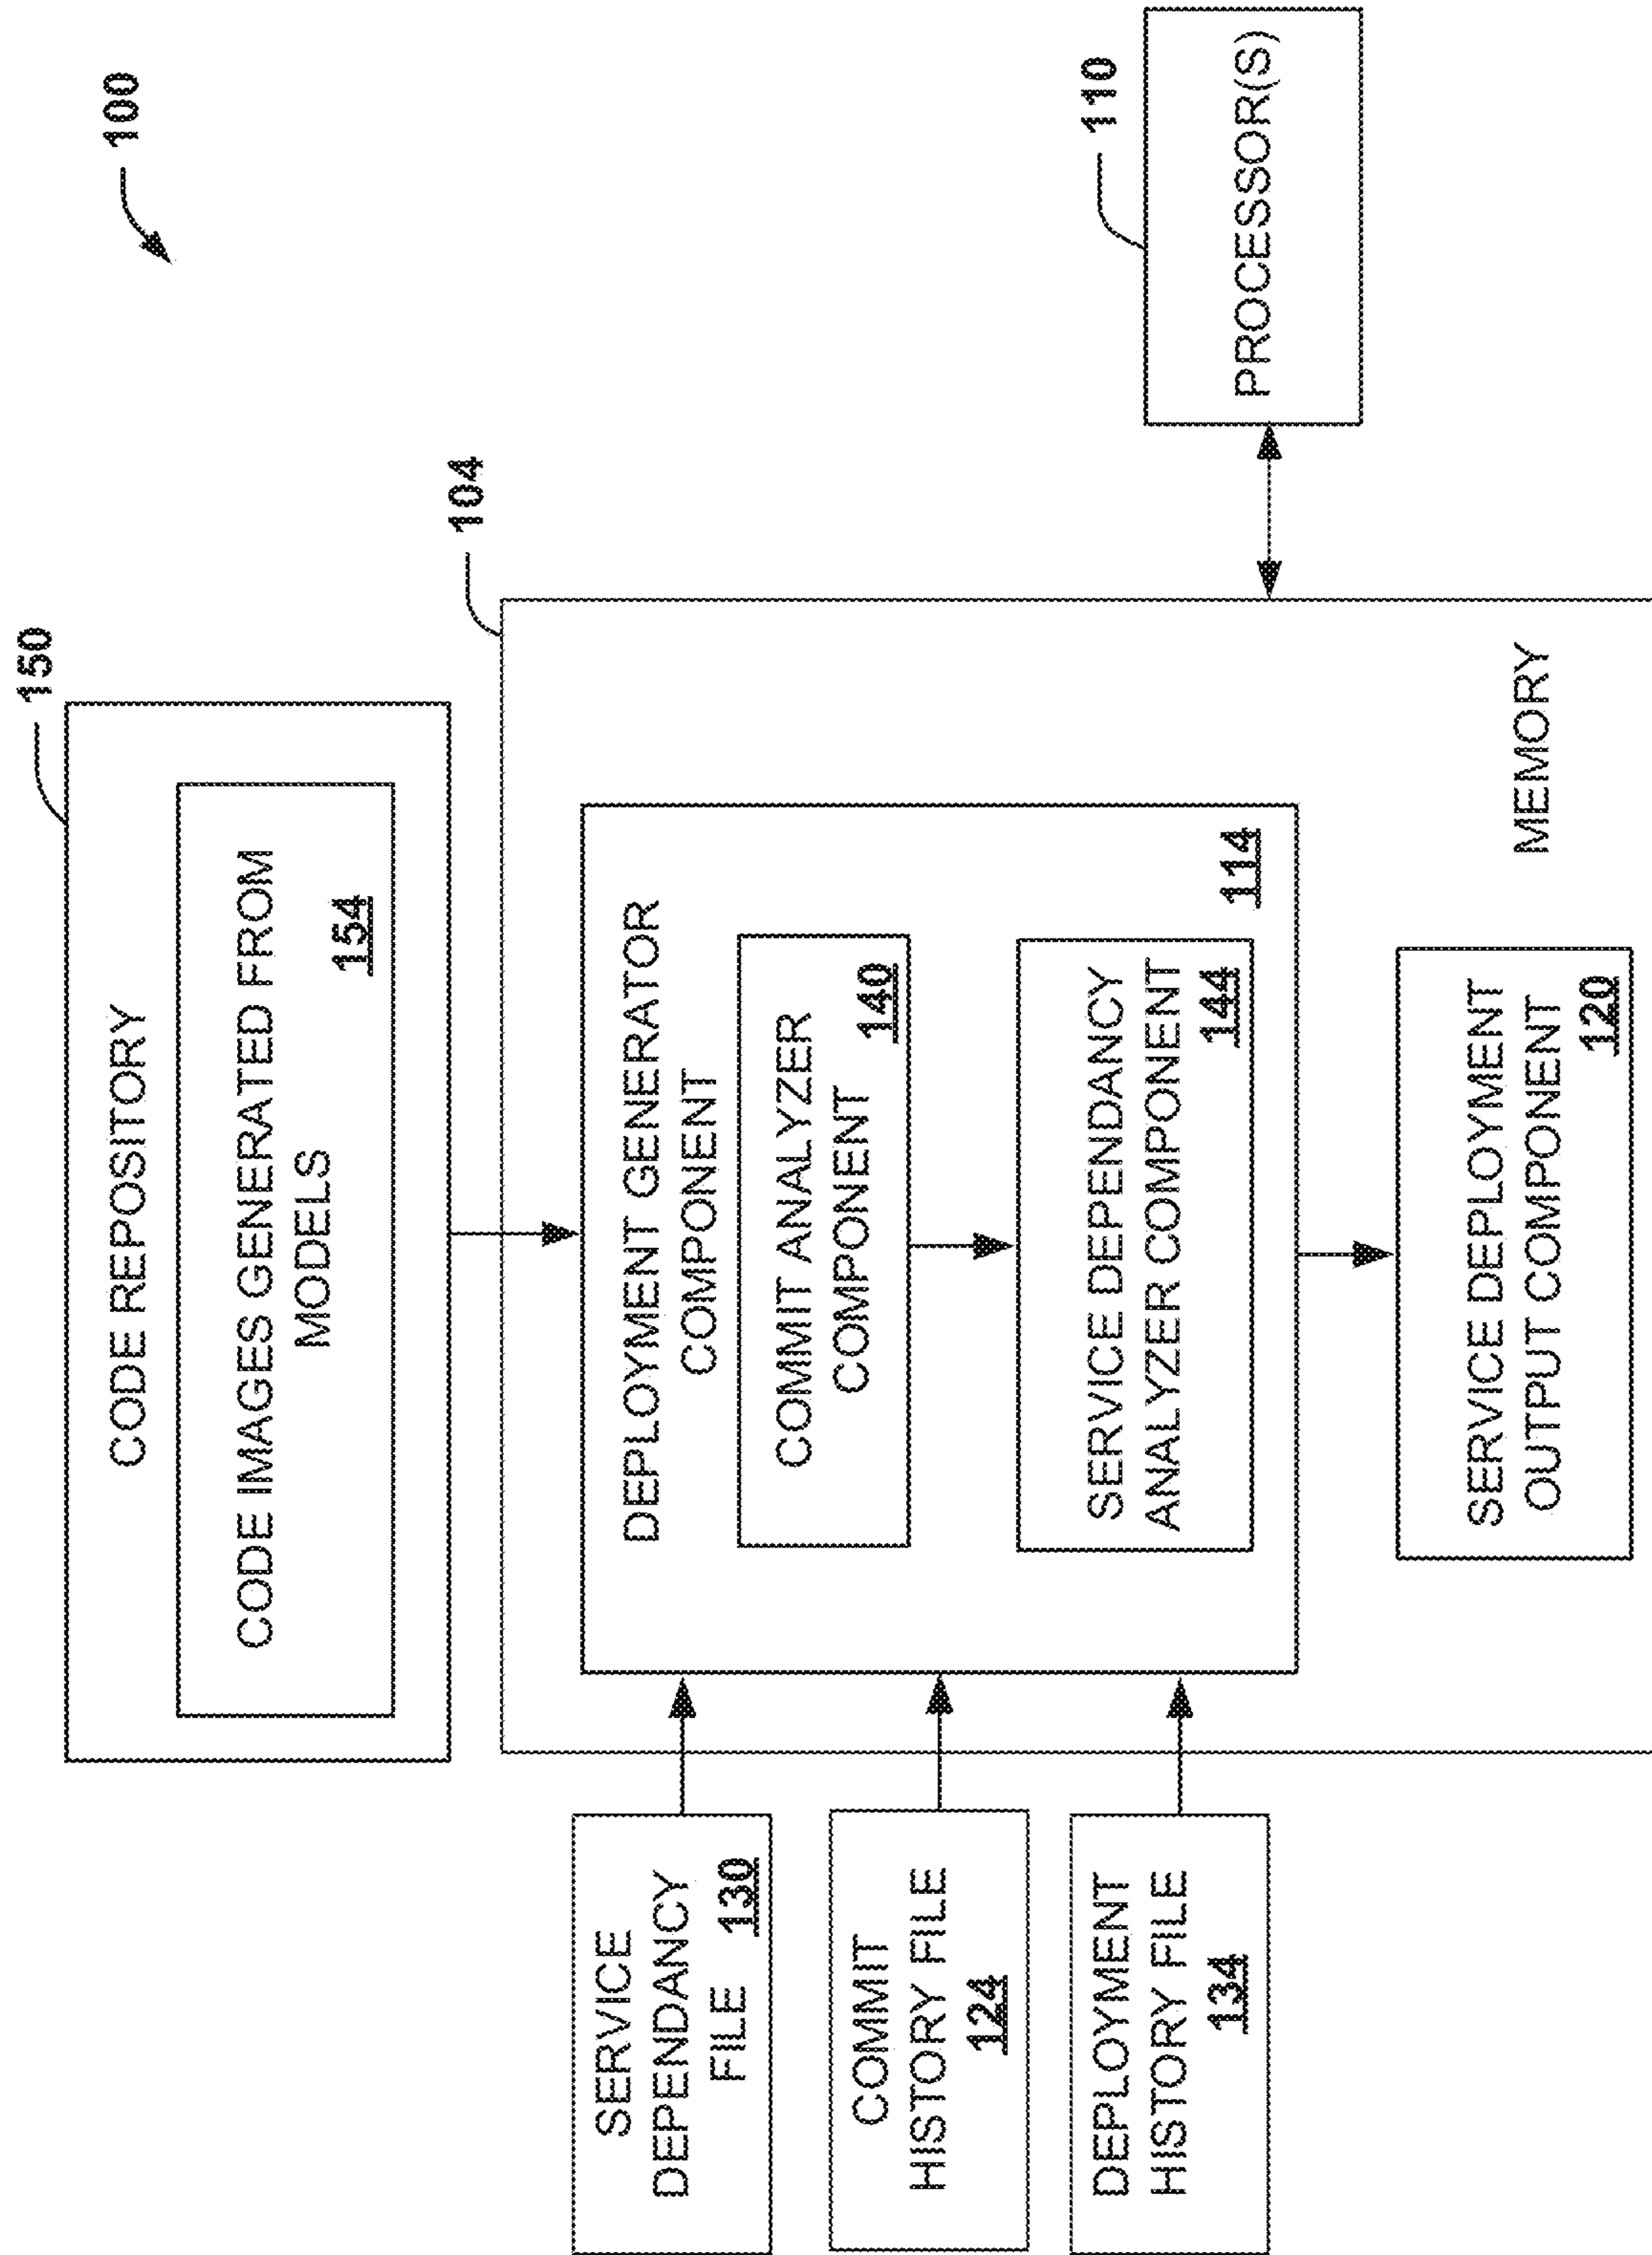 100
150
CODE REPOSITORY
CODE IMAGES GENERATED FROM
MODELS
154
104
110
PROCESSOR(S)
SERVICE
DEPENDANCY
FILE
130
COMMIT
HISTORY FILE
124
DEPLOYMENT
HISTORY FILE
134
DEPLOYMENT GENERATOR
COMPONENT
COMMIT ANALYZER
COMPONENT
140
SERVICE DEPENDANCY
ANALYZER COMPONENT
144
114
SERVICE DEPLOYMENT
OUTPUT COMPONENT
120
MEMORY